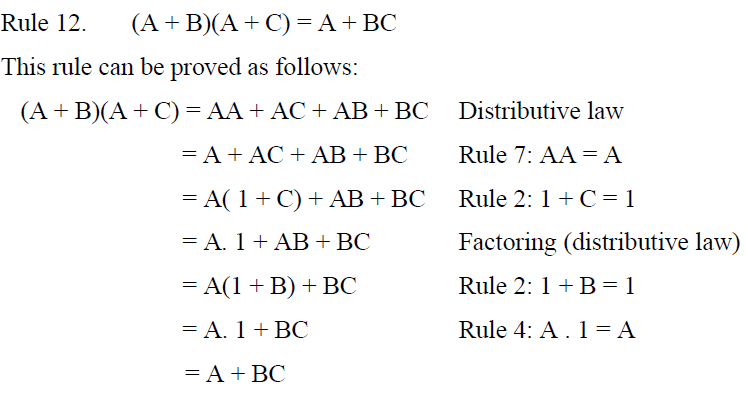 Rule 12. (A + B)(A + C) = A + BC
This rule can be proved as follows:
(A + B)(A + C) = AA + AC + AB + BC Distributive law
= A + AC + AB + BC Rule 7: AA = A
= A( 1 + C) + AB + BC Rule 2: 1 + C = 1
= A. 1 + AB + BC Factoring (distributive law)
= A(1 + B) + BC Rule 2: 1 + B = 1
= A. 1 + BC Rule 4: A . 1 = A
= A + BC